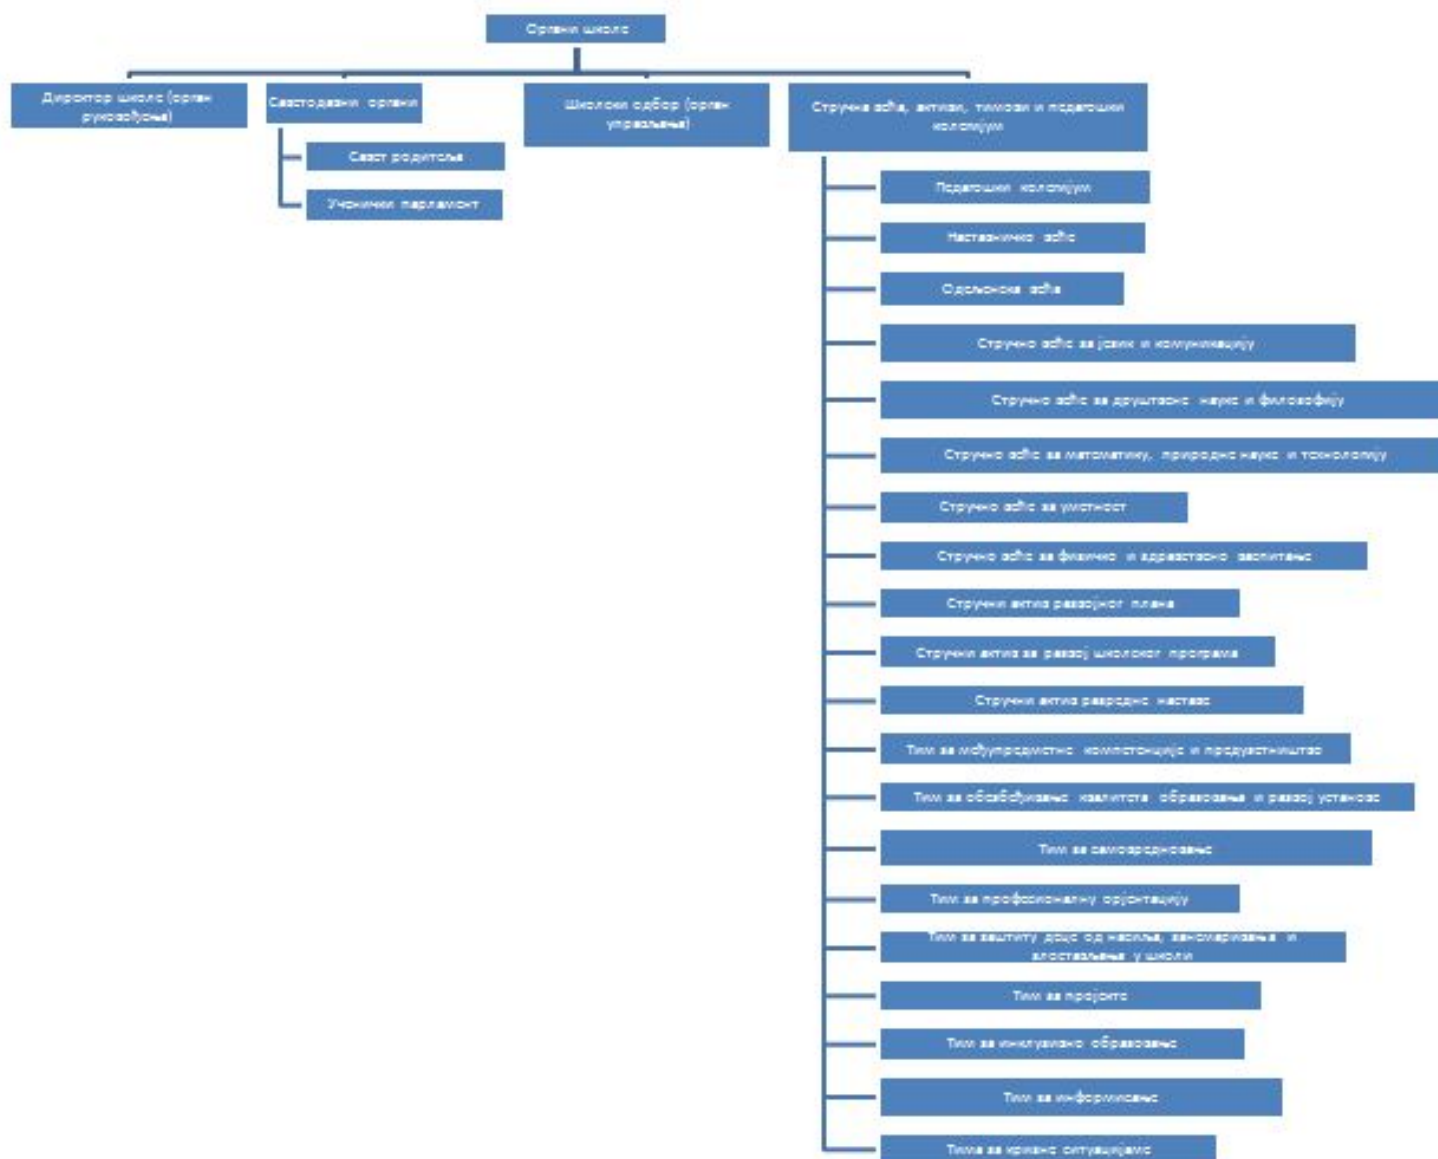 Органи школе
Директор школе (орган
руковођења)
Саветодавни органи
Школски одбор (орган
управљања)
Стручна већа, активи, тимови и педагошки
колегијум
Савет родитеља
Ученички парламент
Педагошки колегијум
Наставничко веће
Одељенска већа
Стручно веће за језик и комуникацију
Стручно веће за друштвене науке и филозофију
Стручно веће за математику, природне науке и технологију
Стручно веће за уметност
Стручно веће за физичко и здравствено васпитање
Стручни актив развојног плана
Стручни актив за развој школског програма
Стручни актив разредне наставе
Тим за међупредметне компетенције и предузетништво
Тим за обезбеђивање квалитета образовања и развој установе
Тим за самовредновање
Тим за професионалну орјентацију
Тим за заштиту деце од насиља, занемаривања и
злостављања у школи
Тим за пројекте
Тим за инклузивно образовање
Тим за информисање
Тима за кризне ситуацијаме